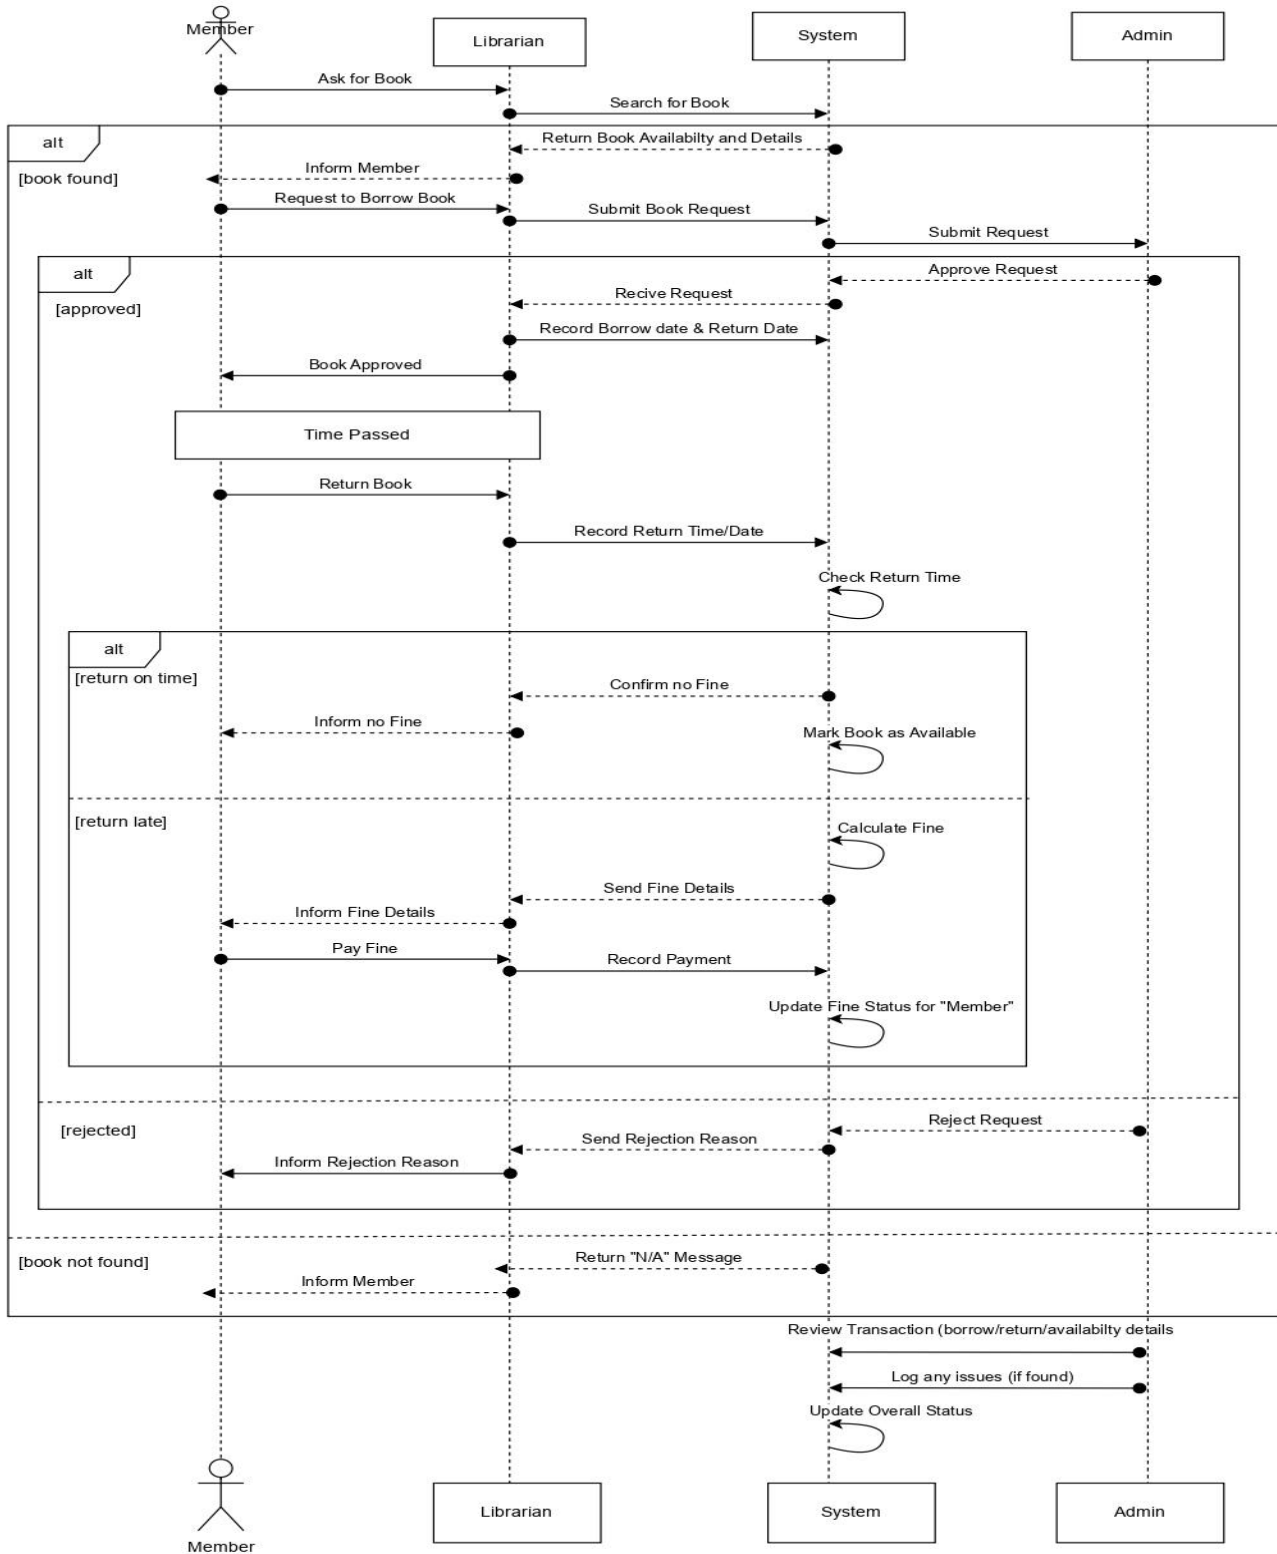 Member
Librarian
System
Admin
Ask for Book
Search for Book
alt
Return Book Availabilty and Details
[book found]
Inform Member
Request to Borrow Book
Submit Book Request
Submit Request
alt
Approve Request
[approved]
Recive Request
Record Borrow date & Return Date
Book Approved
Time Passed
Return Book
Record Return Time/Date
Check Return Time
alt
[return on time]
Confirm no Fine
Inform no Fine
Mark Book as Available
[return late]
Calculate Fine
Send Fine Details
Inform Fine Details
Pay Fine
Record Payment
Update Fine Status for "Member"
[rejected]
Reject Request
Send Rejection Reason
Inform Rejection Reason
[book not found]
Return "N/A" Message
Inform Member
Review Transaction (borrow/return/availabilty details
Log any issues (if found)
Update Overall Status
Librarian
System
Admin
Member